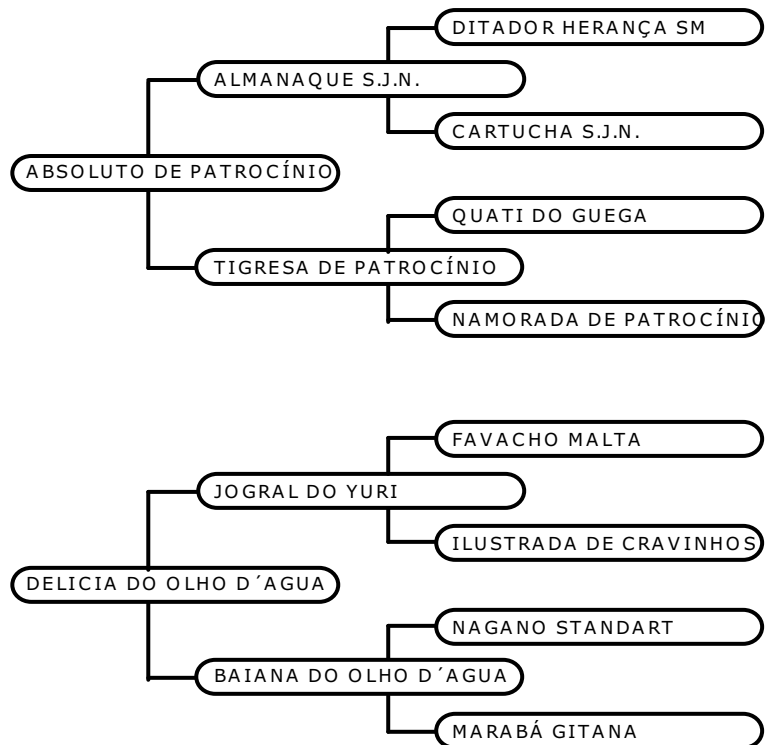 DITADOR HERANÇA SM
ALMANAQUE S.J.N.
CARTUCHA S.J.N.
ABSOLUTO DE PATROCÍNIO
QUATI DO GUEGA
TIGRESA DE PATROCÍNIO
NAMORADA DE PATROCÍNIO
FAVACHO MALTA
JOGRAL DO YURI
ILUSTRADA DE CRAVINHOS
DELICIA DO OLHO D´AGUA
NAGANO STANDART
BAIANA DO OLHO D´AGUA
MARABÁ GITANA